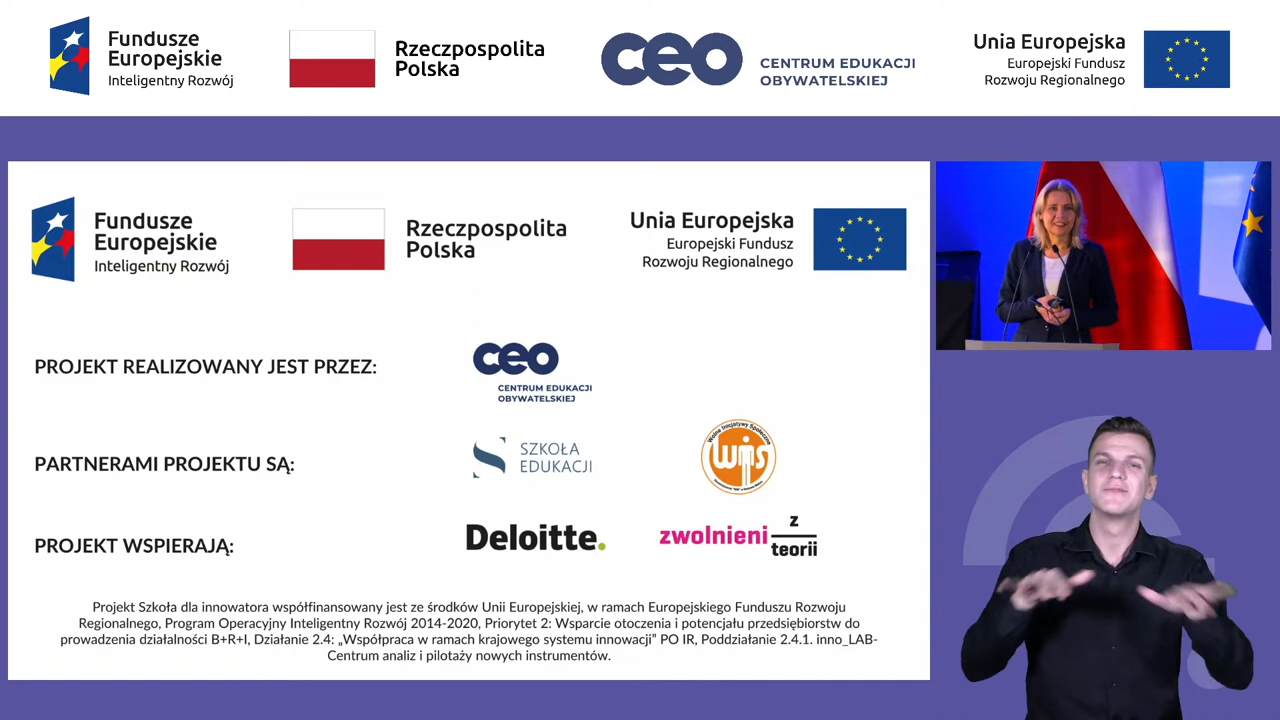 Fundusze
Europejskie
Inteligentny Rozwój
Rzeczpospolita
Polska
ceo
CENTRUM EDUKACJI
OBYWATELSKIEJ
Unia Europejska
Europejski Fundusz
Rozwoju Regionalnego
Fundusze
Europejskie
Inteligentny Rozwój
Rzeczpospolita
Polska
Unia Europejska
Europejski Fundusz
Rozwoju Regionalnego
PROJEKT REALIZOWANY JEST PRZEZ:
ceo
CENTRUM EDUKACJI
OBYWATELSKIEJ
PARTNERAMI PROJEKTU SĄ:
SZKOŁA
EDUKACJI
Wolne Inicjatywy Społeczne
wis
PROJEKT WSPIERAJĄ:
Deloitte.
zwolnieni z teorii
Projekt Szkoła dla innowatora współfinansowany jest ze środków Unii Europejskiej, w ramach Europejskiego Funduszu Rozwoju
Regionalnego, Program Operacyjny Inteligentny Rozwój 2014-2020, Priorytet 2: Wsparcie otoczenia i potencjału przedsiębiorstw do
prowadzenia działalności B+R+I, Działanie 2.4: „Współpraca w ramach krajowego systemu innowacji” PO IR, Poddziałanie 2.4.1. inno_LAB-
Centrum analiz i pilotaży nowych instrumentów.